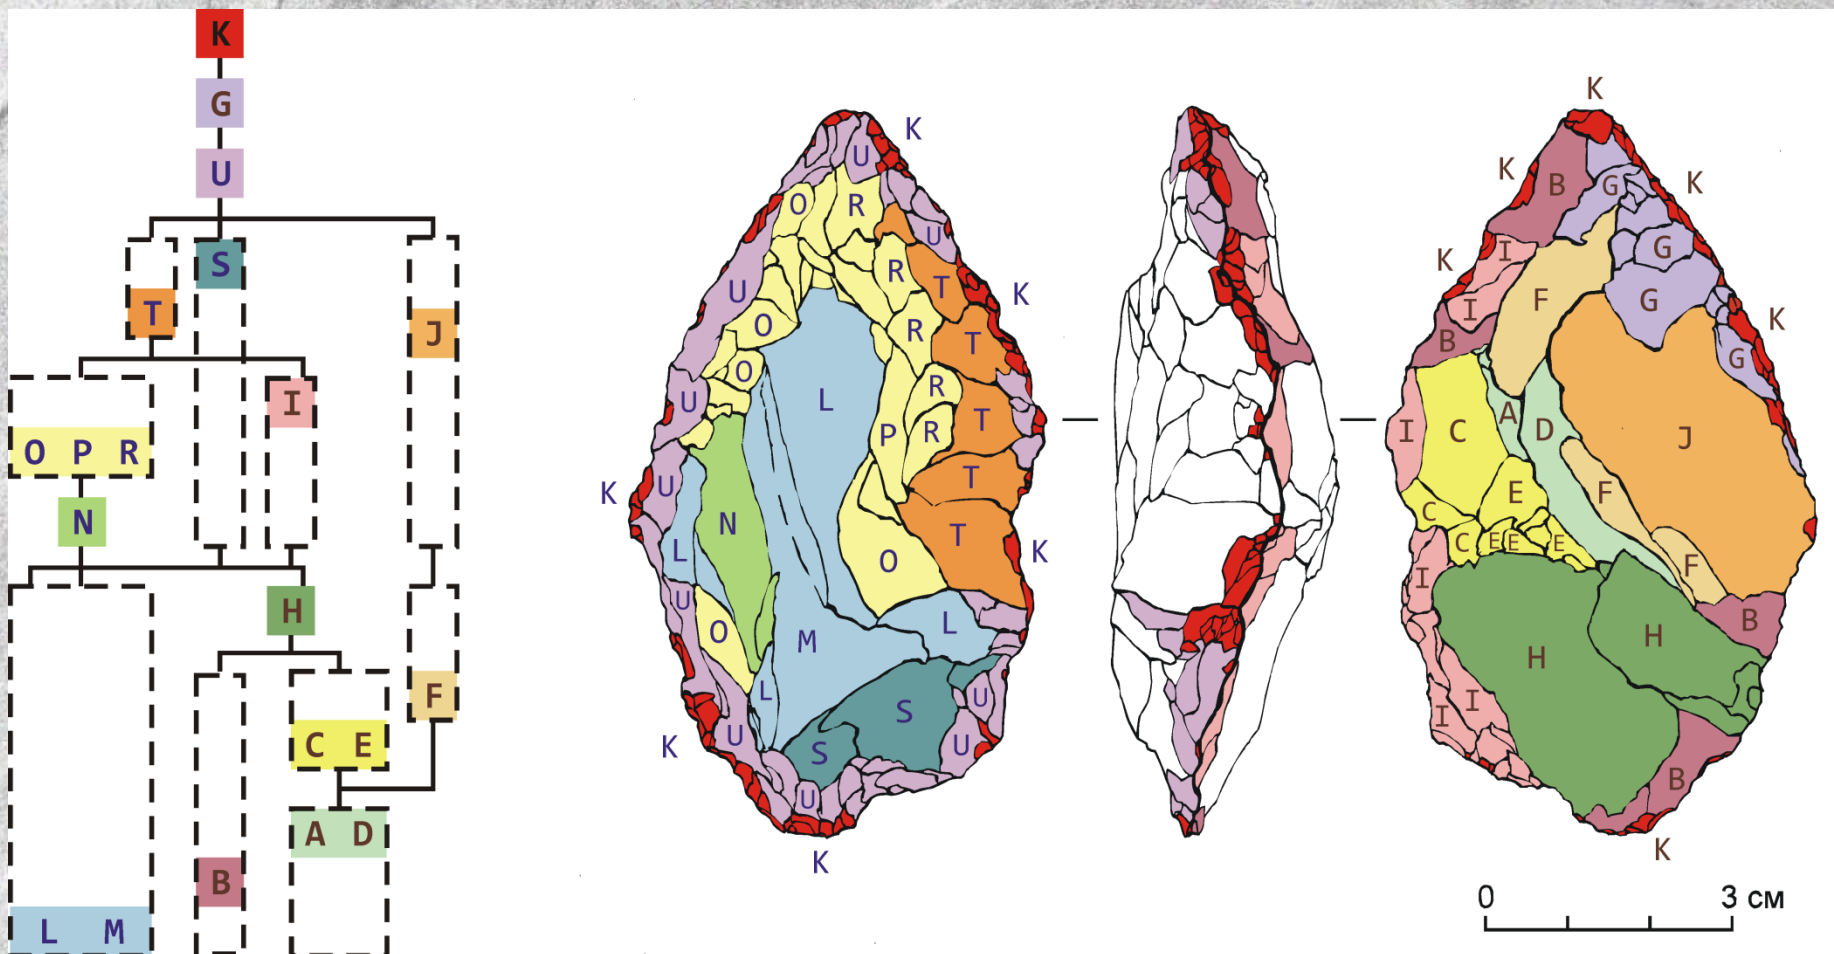 K
G
U
S
T
J
I
O P R
N
H
F
C E
A D
B
L M
K
U
O R
U
R T
K
U
O R T
O R
U L T
P R
K U T
N T
L O K
U
O M L
L S U
K U S U
U
K
K
K B G K
K I G
I F G
B K
G
I C A D J
E F
C
C E E E
F
I
B
H H
I
I
B
K
0 3 см